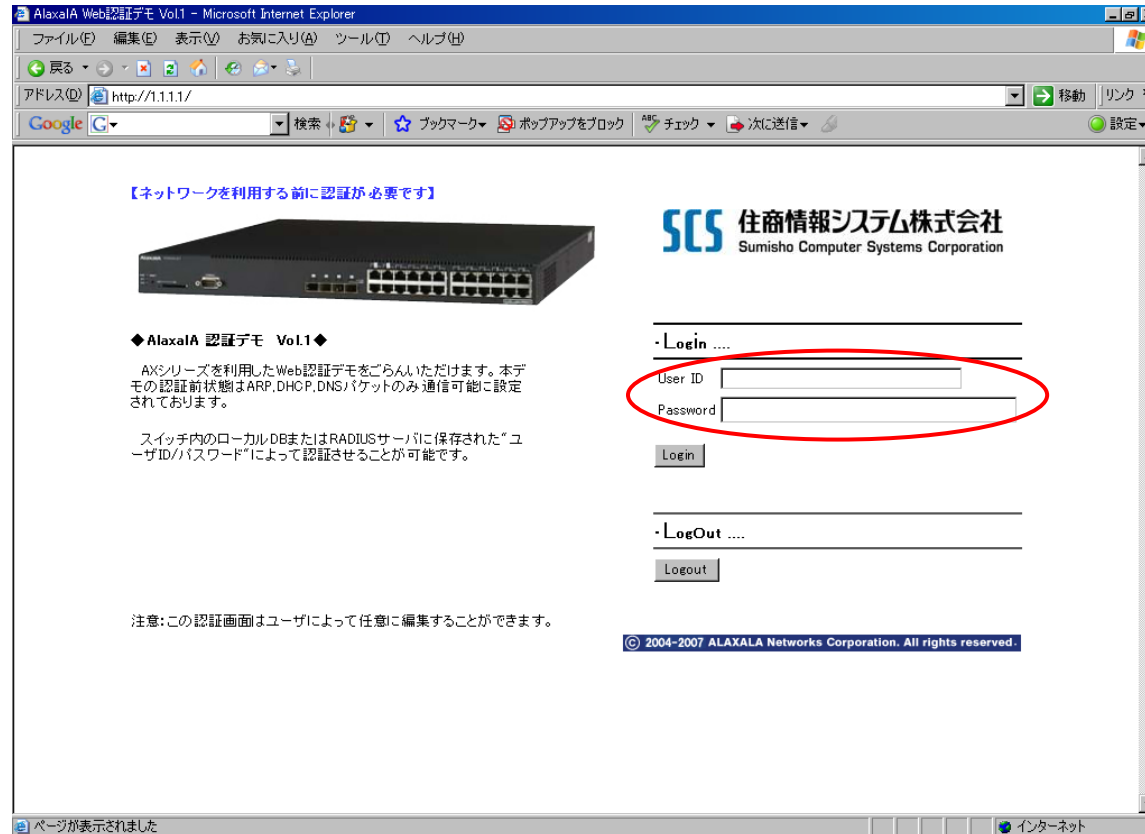 AlaxalA Web認証デモ Vol.1 - Microsoft Internet Explorer
ファイル(F) 編集(E) 表示(V) お気に入り(A) ツール(T) ヘルプ(H)
戻る
アドレス(D) http://1.1.1.1/ 移動 リンク
Google G 検索 ブックマーク ポップアップをブロック ABC チェック 次に送信 設定
【ネットワークを利用する前に認証が必要です】
SCS 住商情報システム株式会社
Sumisho Computer Systems Corporation
◆AlaxalA 認証デモ Vol.1◆
AXシリーズを利用したWeb認証デモをごらんいただけます。本デ
モの認証前状態はARP,DHCP,DNSパケットのみ通信可能に設定
されております。
スイッチ内のローカルDBまたはRADIUSサーバに保存された"ユ
ーザID/パスワード"によって認証させることが可能です。
・Login ....
User ID
Password
Login
・LogOut ....
Logout
注意:この認証画面はユーザによって任意に編集することができます。
© 2004-2007 ALAXALA Networks Corporation. All rights reserved.
ページが表示されました インターネット